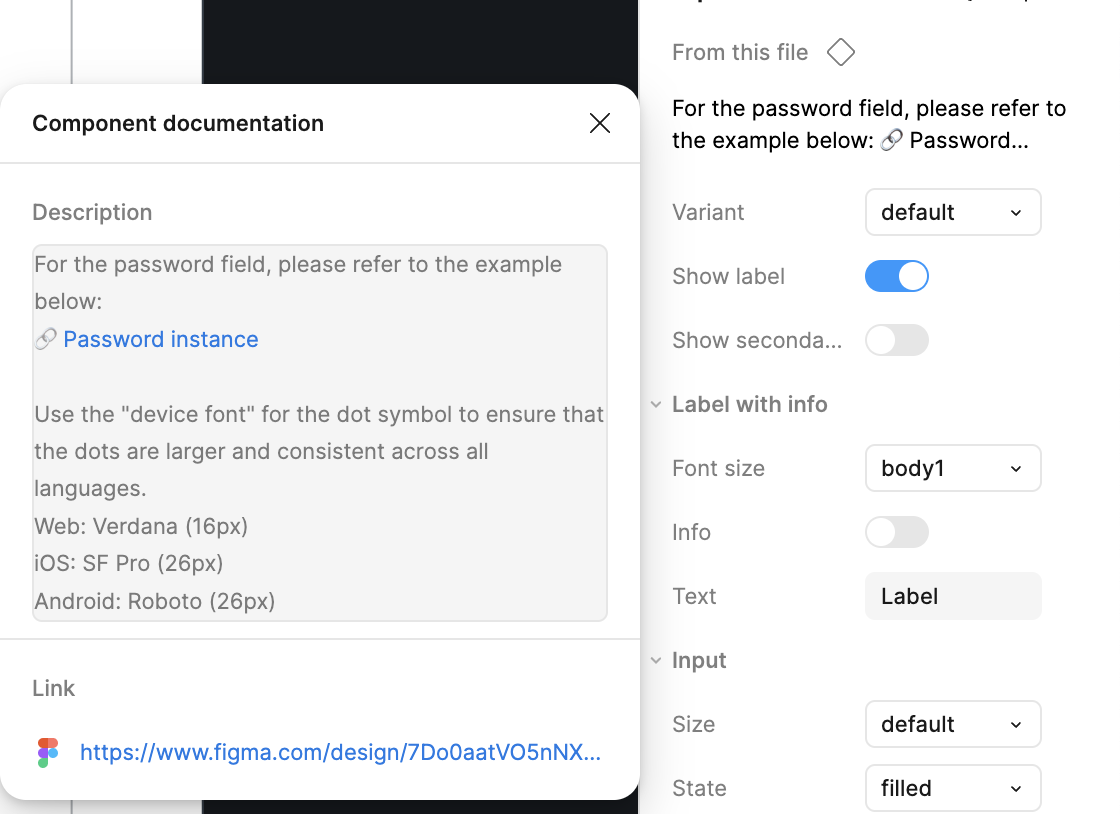 Component documentation
Description
For the password field, please refer to the example
below:
🔗 Password instance
Use the "device font" for the dot symbol to ensure that
the dots are larger and consistent across all
languages.
Web: Verdana (16px)
iOS: SF Pro (26px)
Android: Roboto (26px)
Link
https://www.figma.com/design/7Do0aatVO5nNX...
From this file
For the password field, please refer to
the example below: 🔗 Password...
Variant default
Show label
Show seconda...
Label with info
Font size body1
Info
Text Label
Input
Size default
State filled